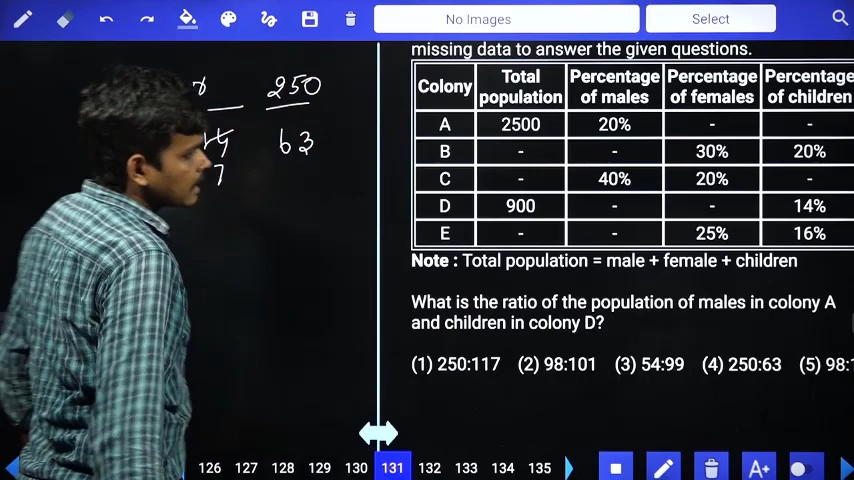 No Images
Select
250
63
7
missing data to answer the given questions.
Colony Total population Percentage of males Percentage of females Percentage of children
A 2500 20% - -
B - - 30% 20%
C - 40% 20% -
D 900 - - 14%
E - - 25% 16%
Note : Total population = male + female + children
What is the ratio of the population of males in colony A
and children in colony D?
(1) 250:117 (2) 98:101 (3) 54:99 (4) 250:63 (5) 98:1
126 127 128 129 130 131 132 133 134 135
A+